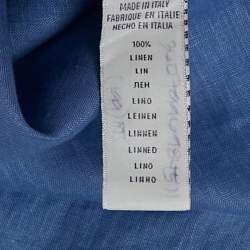 MADE IN ITALY
FABRIQUE EN ITALIE
HECHO EN ITALIA
100%
LINEN
LIN
ЛЕН
LINO
LEINEN
LINNEN
LINNED
LINO
LINHO